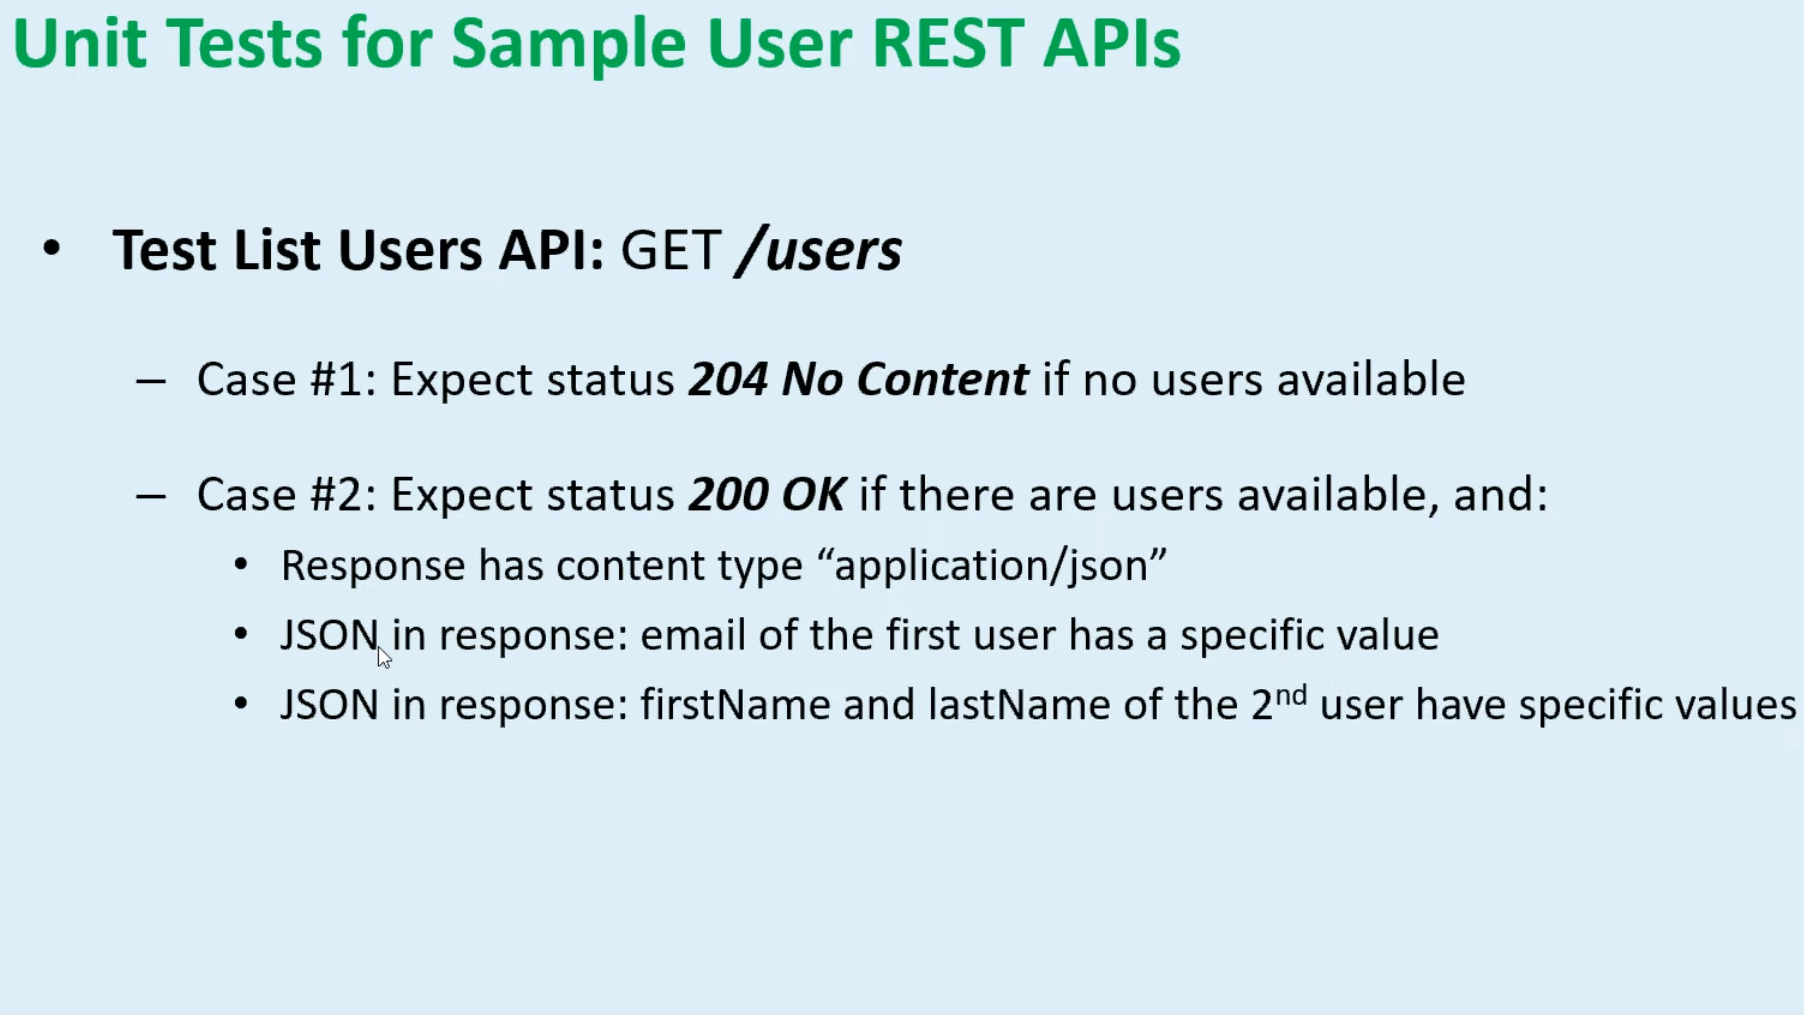 Unit Tests for Sample User REST APIs
• Test List Users API: GET /users
– Case #1: Expect status 204 No Content if no users available
– Case #2: Expect status 200 OK if there are users available, and:
• Response has content type “application/json”
• JSON in response: email of the first user has a specific value
• JSON in response: firstName and lastName of the 2nd user have specific values